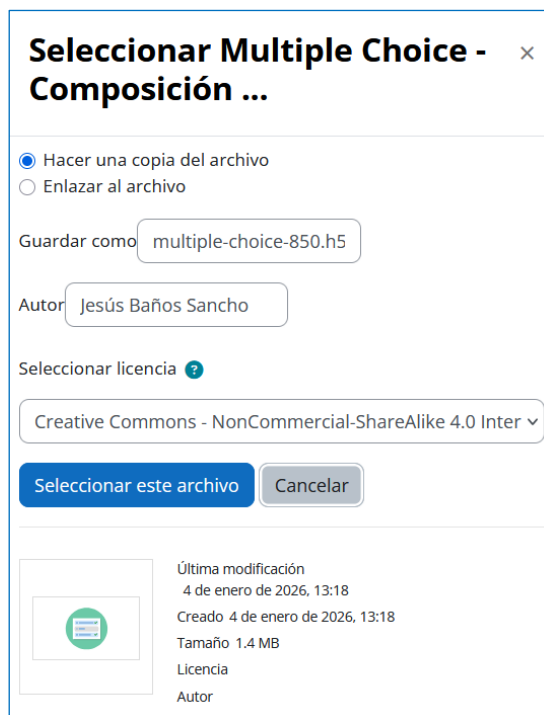 Seleccionar Multiple Choice -
Composición ...
×
Hacer una copia del archivo
Enlazar al archivo
Guardar como multiple-choice-850.h5
Autor Jesús Baños Sancho
Seleccionar licencia ?
Creative Commons - NonCommercial-ShareAlike 4.0 Inter
Seleccionar este archivo Cancelar
Última modificación
4 de enero de 2026, 13:18
Creado 4 de enero de 2026, 13:18
Tamaño 1.4 MB
Licencia
Autor